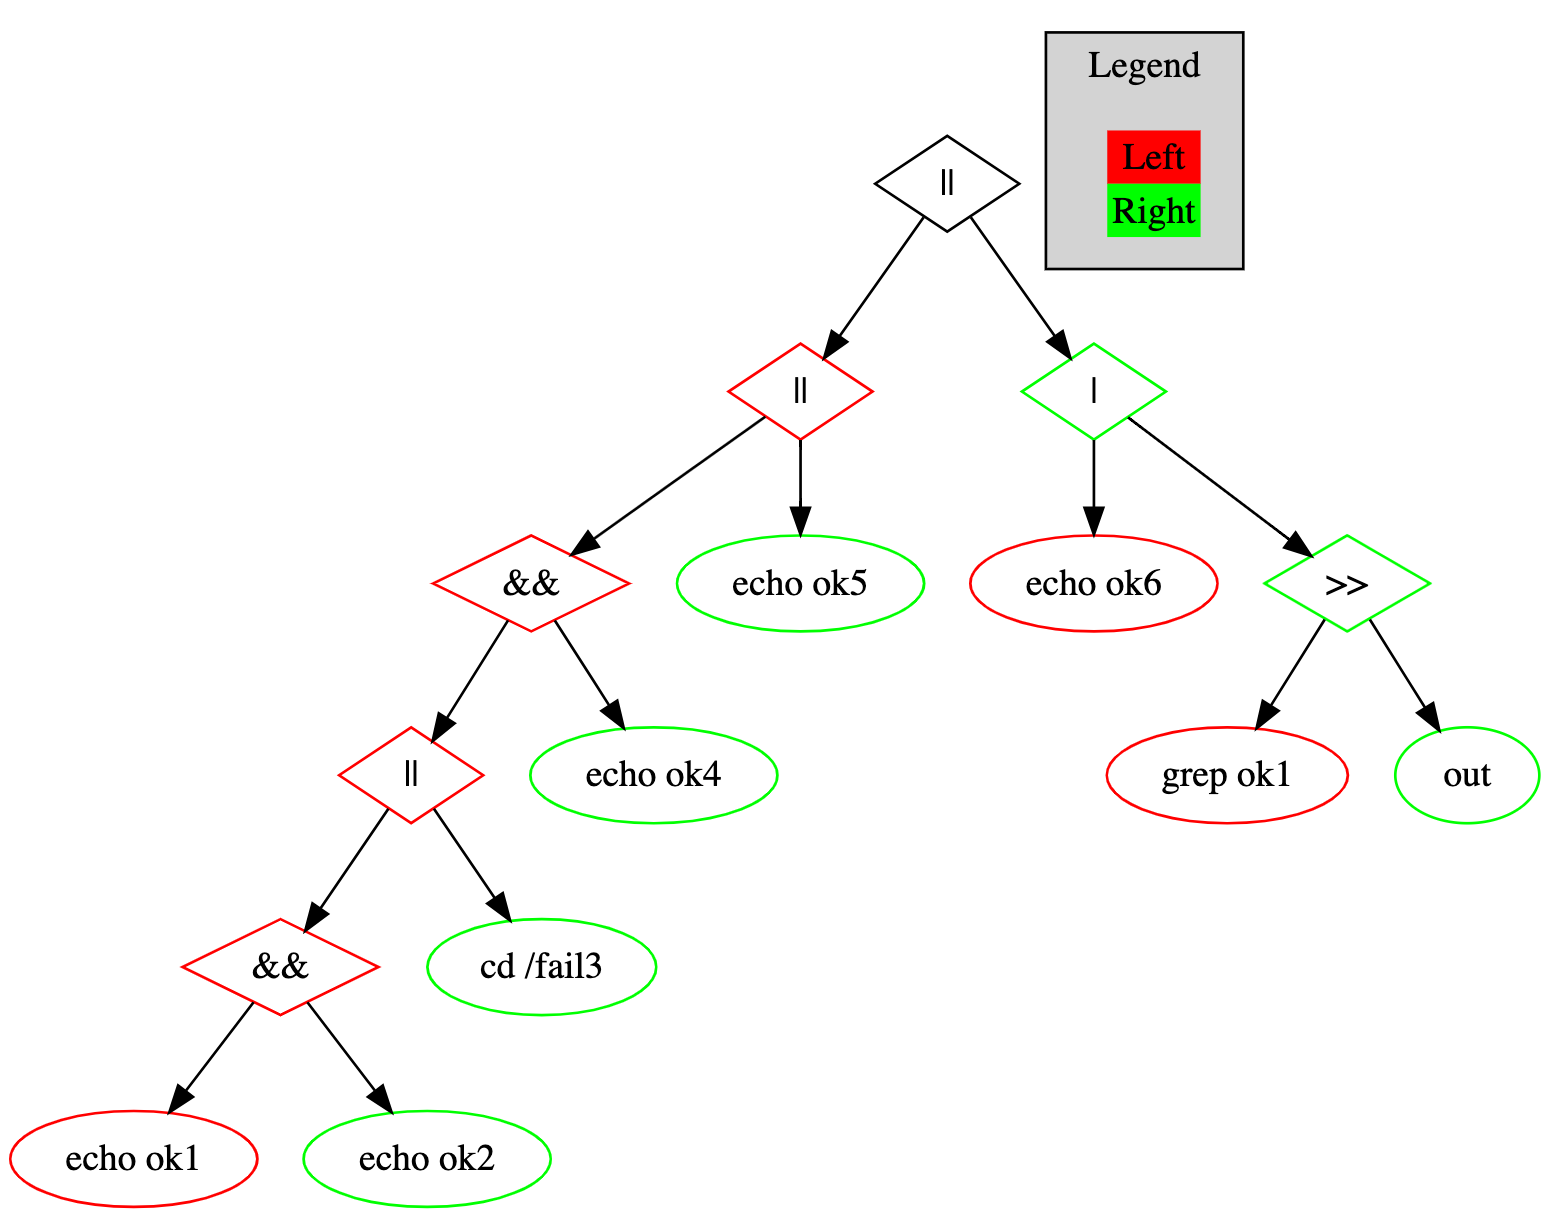 Legend
Left
Right
||
||
|
&&
echo ok5
echo ok6
>>
||
echo ok4
grep ok1
out
&&
cd /fail3
echo ok1
echo ok2